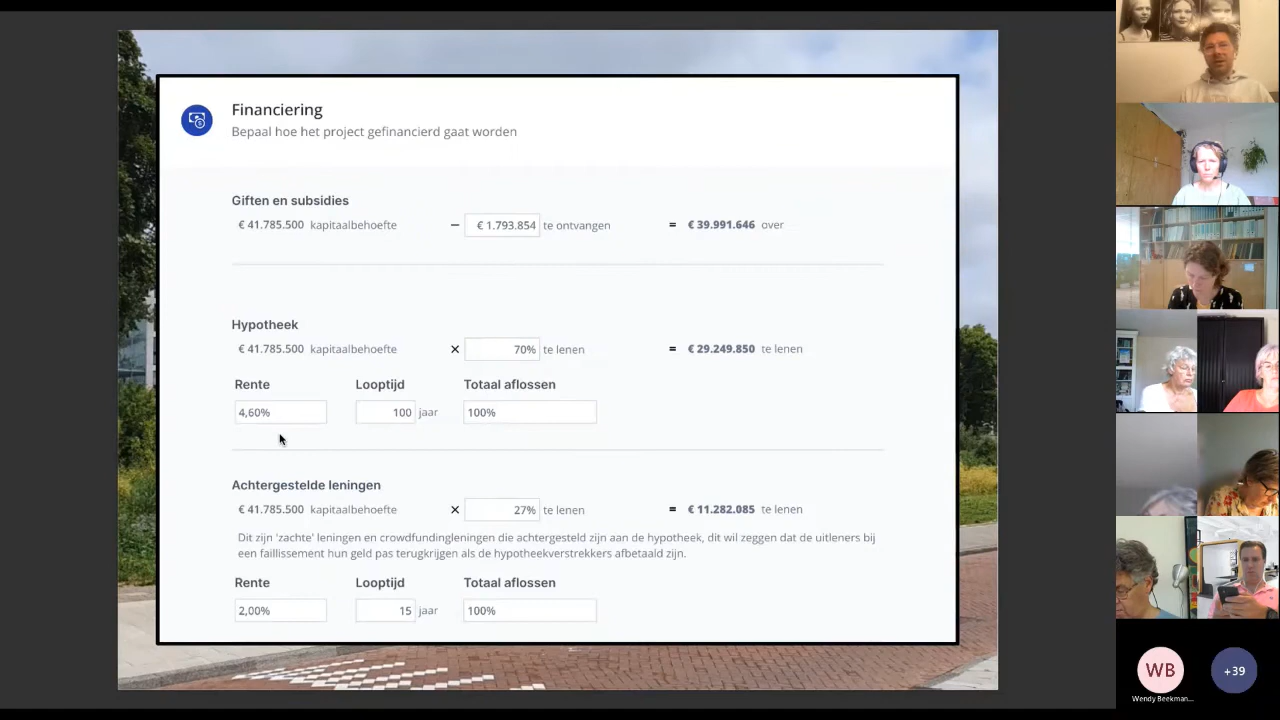 Financiering
Bepaal hoe het project gefinancierd gaat worden
Giften en subsidies
€ 41.785.500 kapitaalbehoefte − € 1.793.854 te ontvangen = € 39.991.646 over
Hypotheek
€ 41.785.500 kapitaalbehoefte × 70% te lenen = € 29.249.850 te lenen
Rente Looptijd Totaal aflossen
4,60% 100 jaar 100%
Achtergestelde leningen
€ 41.785.500 kapitaalbehoefte × 27% te lenen = € 11.282.085 te lenen
Dit zijn 'zachte' leningen en crowdfundingleningen die achtergesteld zijn aan de hypotheek, dit wil zeggen dat de uitleners bij
een faillissement hun geld pas terugkrijgen als de hypotheekverstrekkers afbetaald zijn.
Rente Looptijd Totaal aflossen
2,00% 15 jaar 100%
WB
+39
Wendy Beekman...